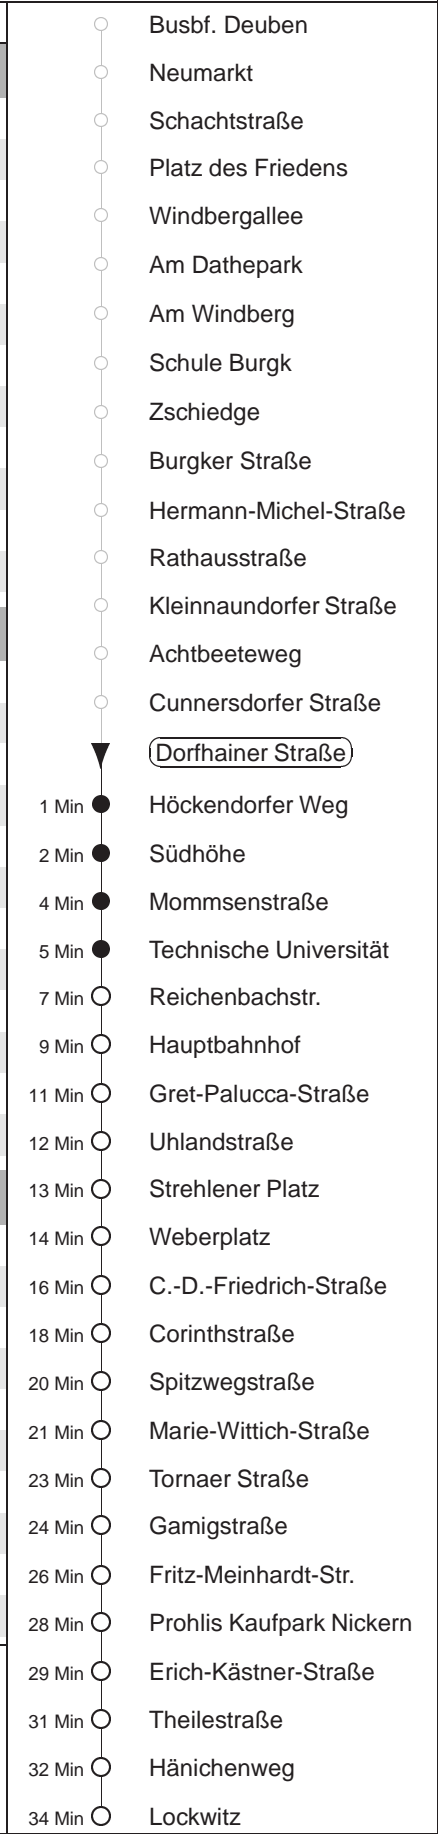 Busbf. Deuben
Neumarkt
Schachtstraße
Platz des Friedens
Windbergallee
Am Dathepark
Am Windberg
Schule Burgk
Zschiedge
Burgker Straße
Hermann-Michel-Straße
Rathausstraße
Kleinnaundorfer Straße
Achtbeeteweg
Cunnersdorfer Straße
Dorfhainer Straße
1 Min Höckendorfer Weg
2 Min Südhöhe
4 Min Mommsenstraße
5 Min Technische Universität
7 Min Reichenbachstr.
9 Min Hauptbahnhof
11 Min Gret-Palucca-Straße
12 Min Uhlandstraße
13 Min Strehlener Platz
14 Min Weberplatz
16 Min C.-D.-Friedrich-Straße
18 Min Corinthstraße
20 Min Spitzwegstraße
21 Min Marie-Wittich-Straße
23 Min Tornaer Straße
24 Min Gamigstraße
26 Min Fritz-Meinhardt-Str.
28 Min Prohlis Kaufpark Nickern
29 Min Erich-Kästner-Straße
31 Min Theilestraße
32 Min Hänichenweg
34 Min Lockwitz